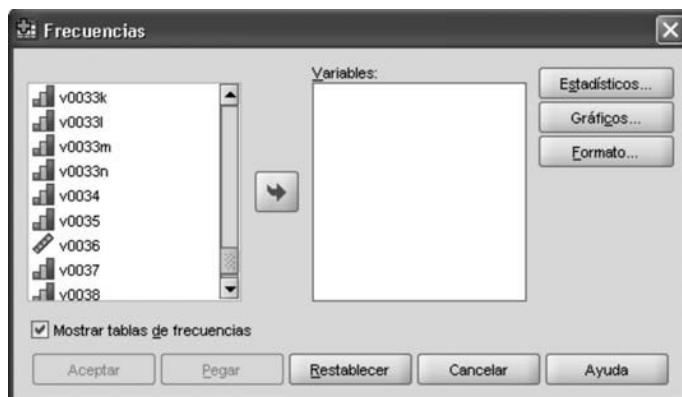 Frecuencias
v0033k
v0033l
v0033m
v0033n
v0034
v0035
v0036
v0037
v0038
Variables:
Estadísticos...
Gráficos...
Formato...
Mostrar tablas de frecuencias
Aceptar
Pegar
Restablecer
Cancelar
Ayuda